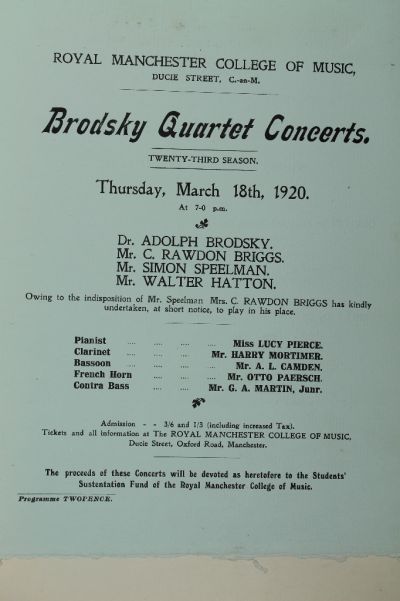 ROYAL MANCHESTER COLLEGE OF MUSIC,
DUCIE STREET, C.-on-M.
Brodsky Quartet Concerts.
TWENTY-THIRD SEASON.
Thursday, March 18th, 1920.
At 7-0 p.m.
Dr. ADOLPH BRODSKY.
Mr. C. RAWDON BRIGGS.
Mr. SIMON SPEELMAN.
Mr. WALTER HATTON.
Owing to the indisposition of Mr. Speelman Mrs. C. RAWDON BRIGGS has kindly
undertaken, at short notice, to play in his place.
Pianist .... .... .... .... Miss LUCY PIERCE.
Clarinet .... .... .... Mr. HARRY MORTIMER.
Bassoon .... .... .... .... Mr. A. L. CAMDEN.
French Horn .... .... .... Mr. OTTO PAERSCH.
Contra Bass .... .... .... Mr. G. A. MARTIN, Junr.
Admission - - 3/6 and 1/3 (including increased Tax).
Tickets and all information at The ROYAL MANCHESTER COLLEGE OF MUSIC,
Ducie Street, Oxford Road, Manchester.
The proceeds of these Concerts will be devoted as heretofore to the Students'
Sustentation Fund of the Royal Manchester College of Music.
Programme TWOPENCE.